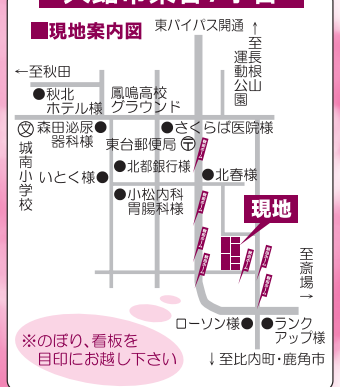 ■現地案内図
東バイパス開通
↑至長根山運動公園
←至秋田
●秋北ホテル様
鳳鳴高校
グラウンド
文 城南小学校
森田泌尿器科様●
●さくらば医院様
東台郵便局〒
●北都銀行様
いとく様●
●北春様
●小松内科
胃腸科様
現地
至斎場→
ローソン様●
●ランクアップ様
※のぼり、看板を
目印にお越し下さい
↓至比内町・鹿角市